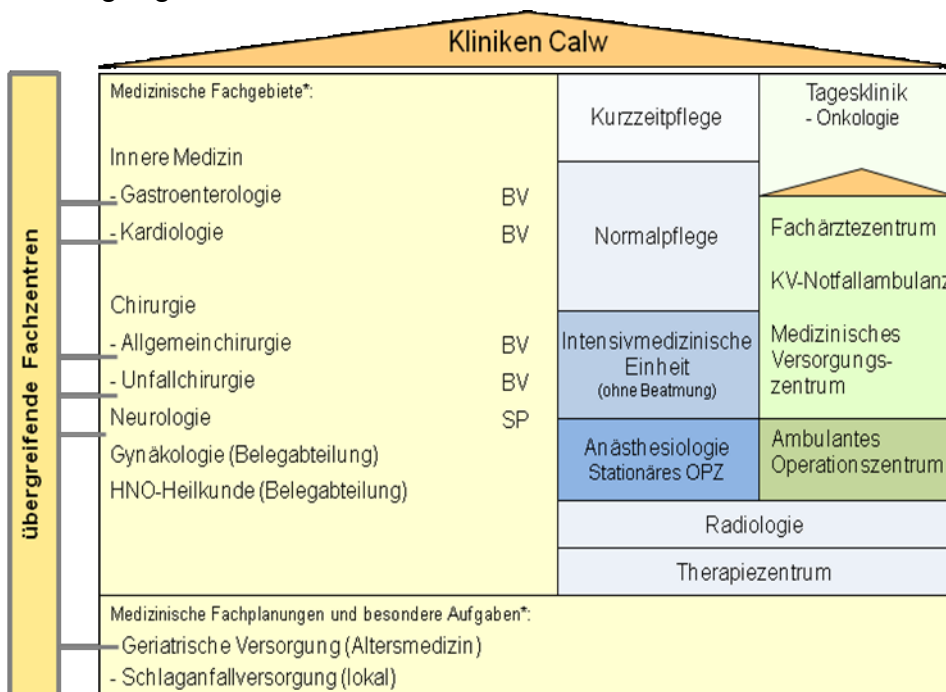 Kliniken Calw
übergreifende Fachzentren
Medizinische Fachgebiete*:
Innere Medizin
- Gastroenterologie BV
- Kardiologie BV
Chirurgie
- Allgemeinchirurgie BV
- Unfallchirurgie BV
Neurologie SP
Gynäkologie (Belegabteilung)
HNO-Heilkunde (Belegabteilung)
Kurzzeitpflege
Normalpflege
Intensivmedizinische
Einheit
(ohne Beatmung)
Anästhesiologie
Stationäres OPZ
Tagesklinik
- Onkologie
Fachärztezentrum
KV-Notfallambulanz
Medizinisches
Versorgungs-
zentrum
Ambulantes
Operationszentrum
Radiologie
Therapiezentrum
Medizinische Fachplanungen und besondere Aufgaben*:
- Geriatrische Versorgung (Altersmedizin)
- Schlaganfallversorgung (lokal)